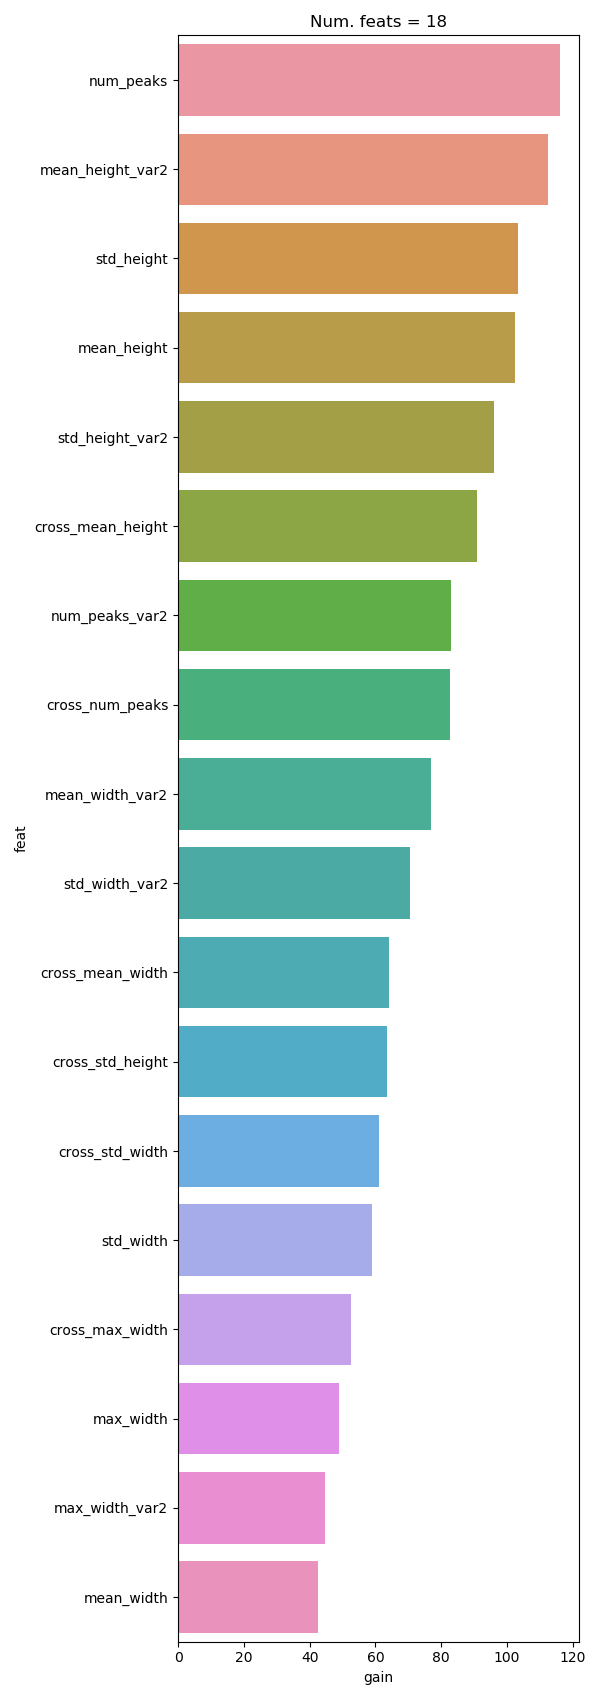 Num. feats = 18
num_peaks
mean_height_var2
std_height
mean_height
std_height_var2
cross_mean_height
num_peaks_var2
cross_num_peaks
mean_width_var2
std_width_var2
cross_mean_width
cross_std_height
cross_std_width
std_width
cross_max_width
max_width
max_width_var2
mean_width
feat
0 20 40 60 80 100 120
gain